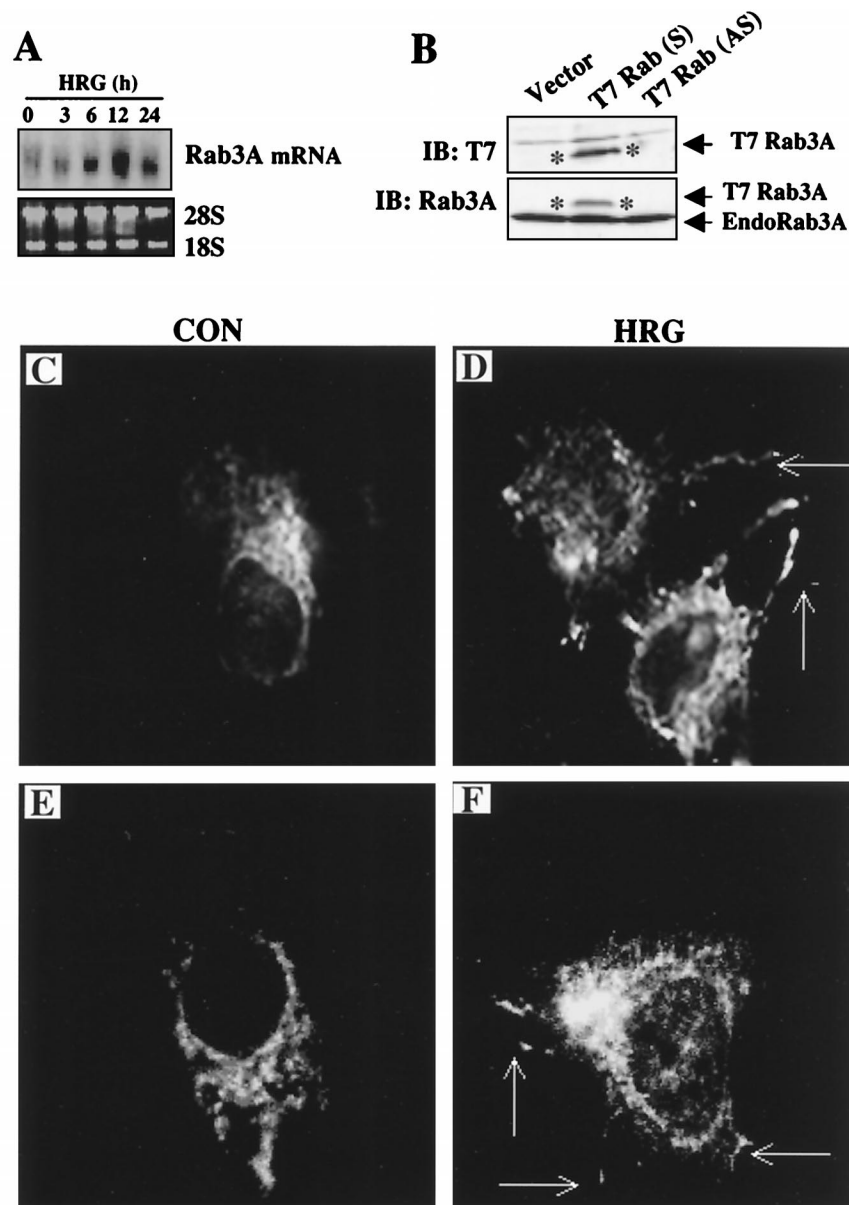 A
HRG (h)
0 3 6 12 24
Rab3A mRNA
28S
18S
B
Vector
T7 Rab (S)
T7 Rab (AS)
IB: T7
* *
T7 Rab3A
IB: Rab3A
* *
T7 Rab3A
EndoRab3A
CON
HRG
C
D
E
F